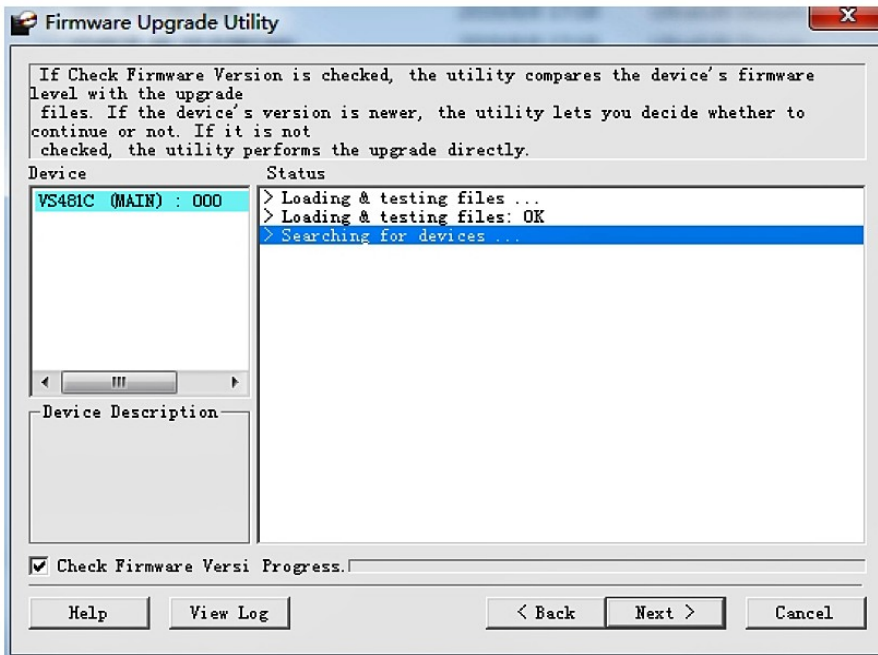 Firmware Upgrade Utility
If Check Firmware Version is checked, the utility compares the device's firmware
level with the upgrade
files. If the device's version is newer, the utility lets you decide whether to
continue or not. If it is not
checked, the utility performs the upgrade directly.
Device
Status
VS481C (MAIN) : 000
> Loading & testing files ...
> Loading & testing files: OK
> Searching for devices ...
Device Description
Check Firmware Versi
Progress.
Help
View Log
< Back
Next >
Cancel